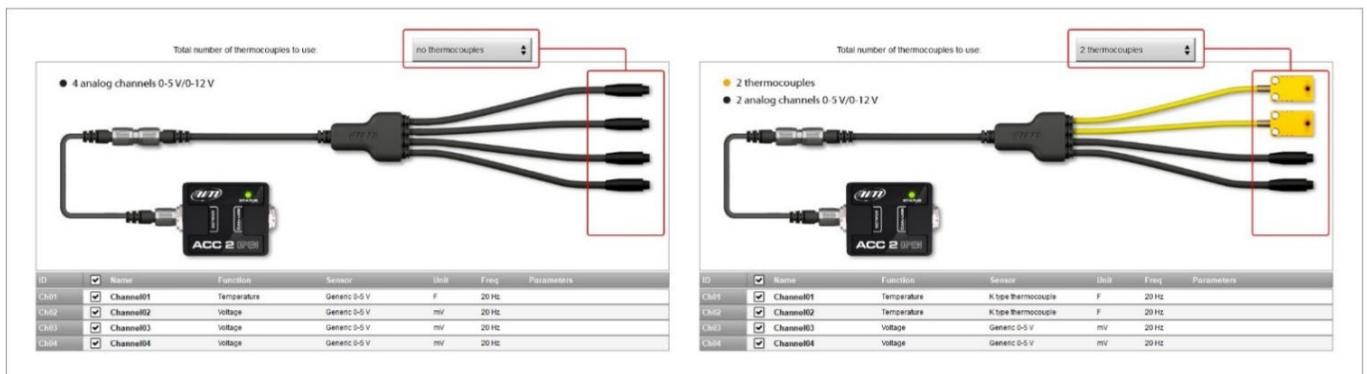 Total number of thermocouples to use:
no thermocouples
4 analog channels 0-5 V/0-12 V
AiM
AiM
STATUS
ACC 2 OPEN
ID Name Function Sensor Unit Freq Parameters
Ch01 Channel01 Temperature Generic 0-5 V F 20 Hz
Ch02 Channel02 Voltage Generic 0-5 V mV 20 Hz
Ch03 Channel03 Voltage Generic 0-5 V mV 20 Hz
Ch04 Channel04 Voltage Generic 0-5 V mV 20 Hz
Total number of thermocouples to use:
2 thermocouples
2 thermocouples
2 analog channels 0-5 V/0-12 V
AiM
AiM
STATUS
ACC 2 OPEN
ID Name Function Sensor Unit Freq Parameters
Ch01 Channel01 Temperature K type thermocouple F 20 Hz
Ch02 Channel02 Temperature K type thermocouple F 20 Hz
Ch03 Channel03 Voltage Generic 0-5 V mV 20 Hz
Ch04 Channel04 Voltage Generic 0-5 V mV 20 Hz